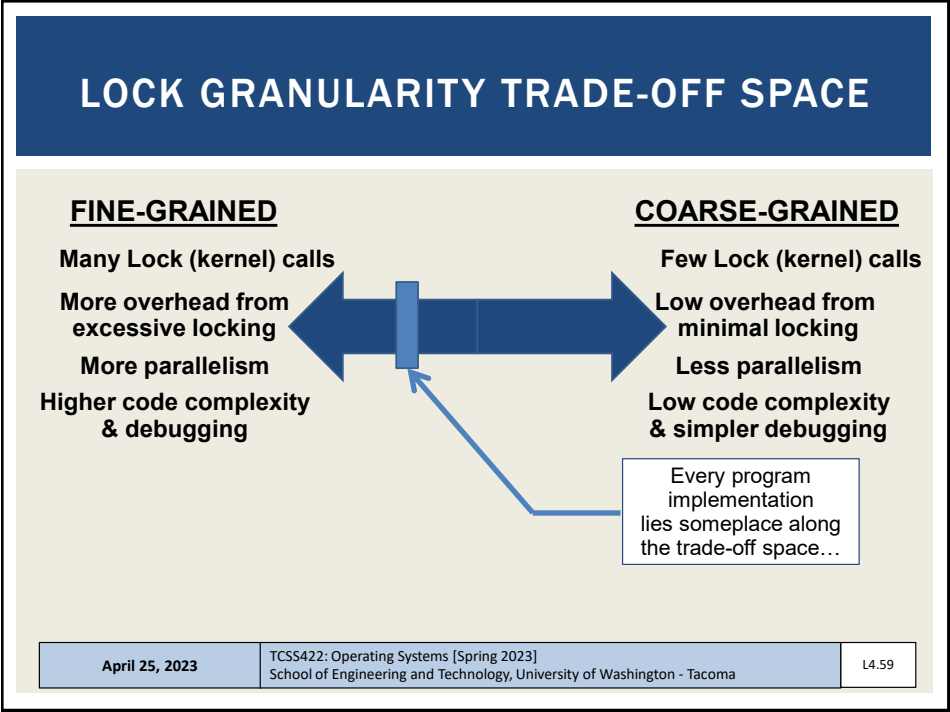 LOCK GRANULARITY TRADE-OFF SPACE
FINE-GRAINED
Many Lock (kernel) calls
More overhead from
excessive locking
More parallelism
Higher code complexity
& debugging
COARSE-GRAINED
Few Lock (kernel) calls
Low overhead from
minimal locking
Less parallelism
Low code complexity
& simpler debugging
Every program
implementation
lies someplace along
the trade-off space…
April 25, 2023
TCSS422: Operating Systems [Spring 2023]
School of Engineering and Technology, University of Washington - Tacoma
L4.59